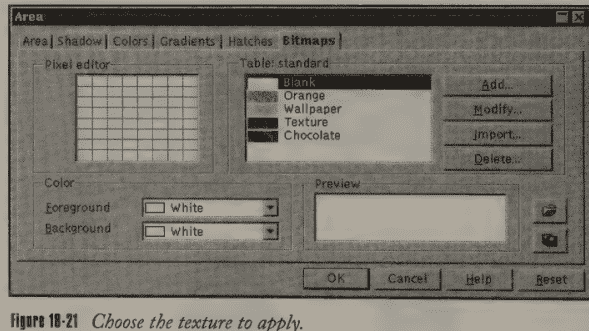 Area
Area Shadow Colors Gradients Hatches Bitmaps
Pixel editor
Table: standard
Blank
Orange
Wallpaper
Texture
Chocolate
Add...
Modify...
Import...
Delete...
Color
Foreground White
Background White
Preview
OK Cancel Help Reset
Figure 18-21 Choose the texture to apply.